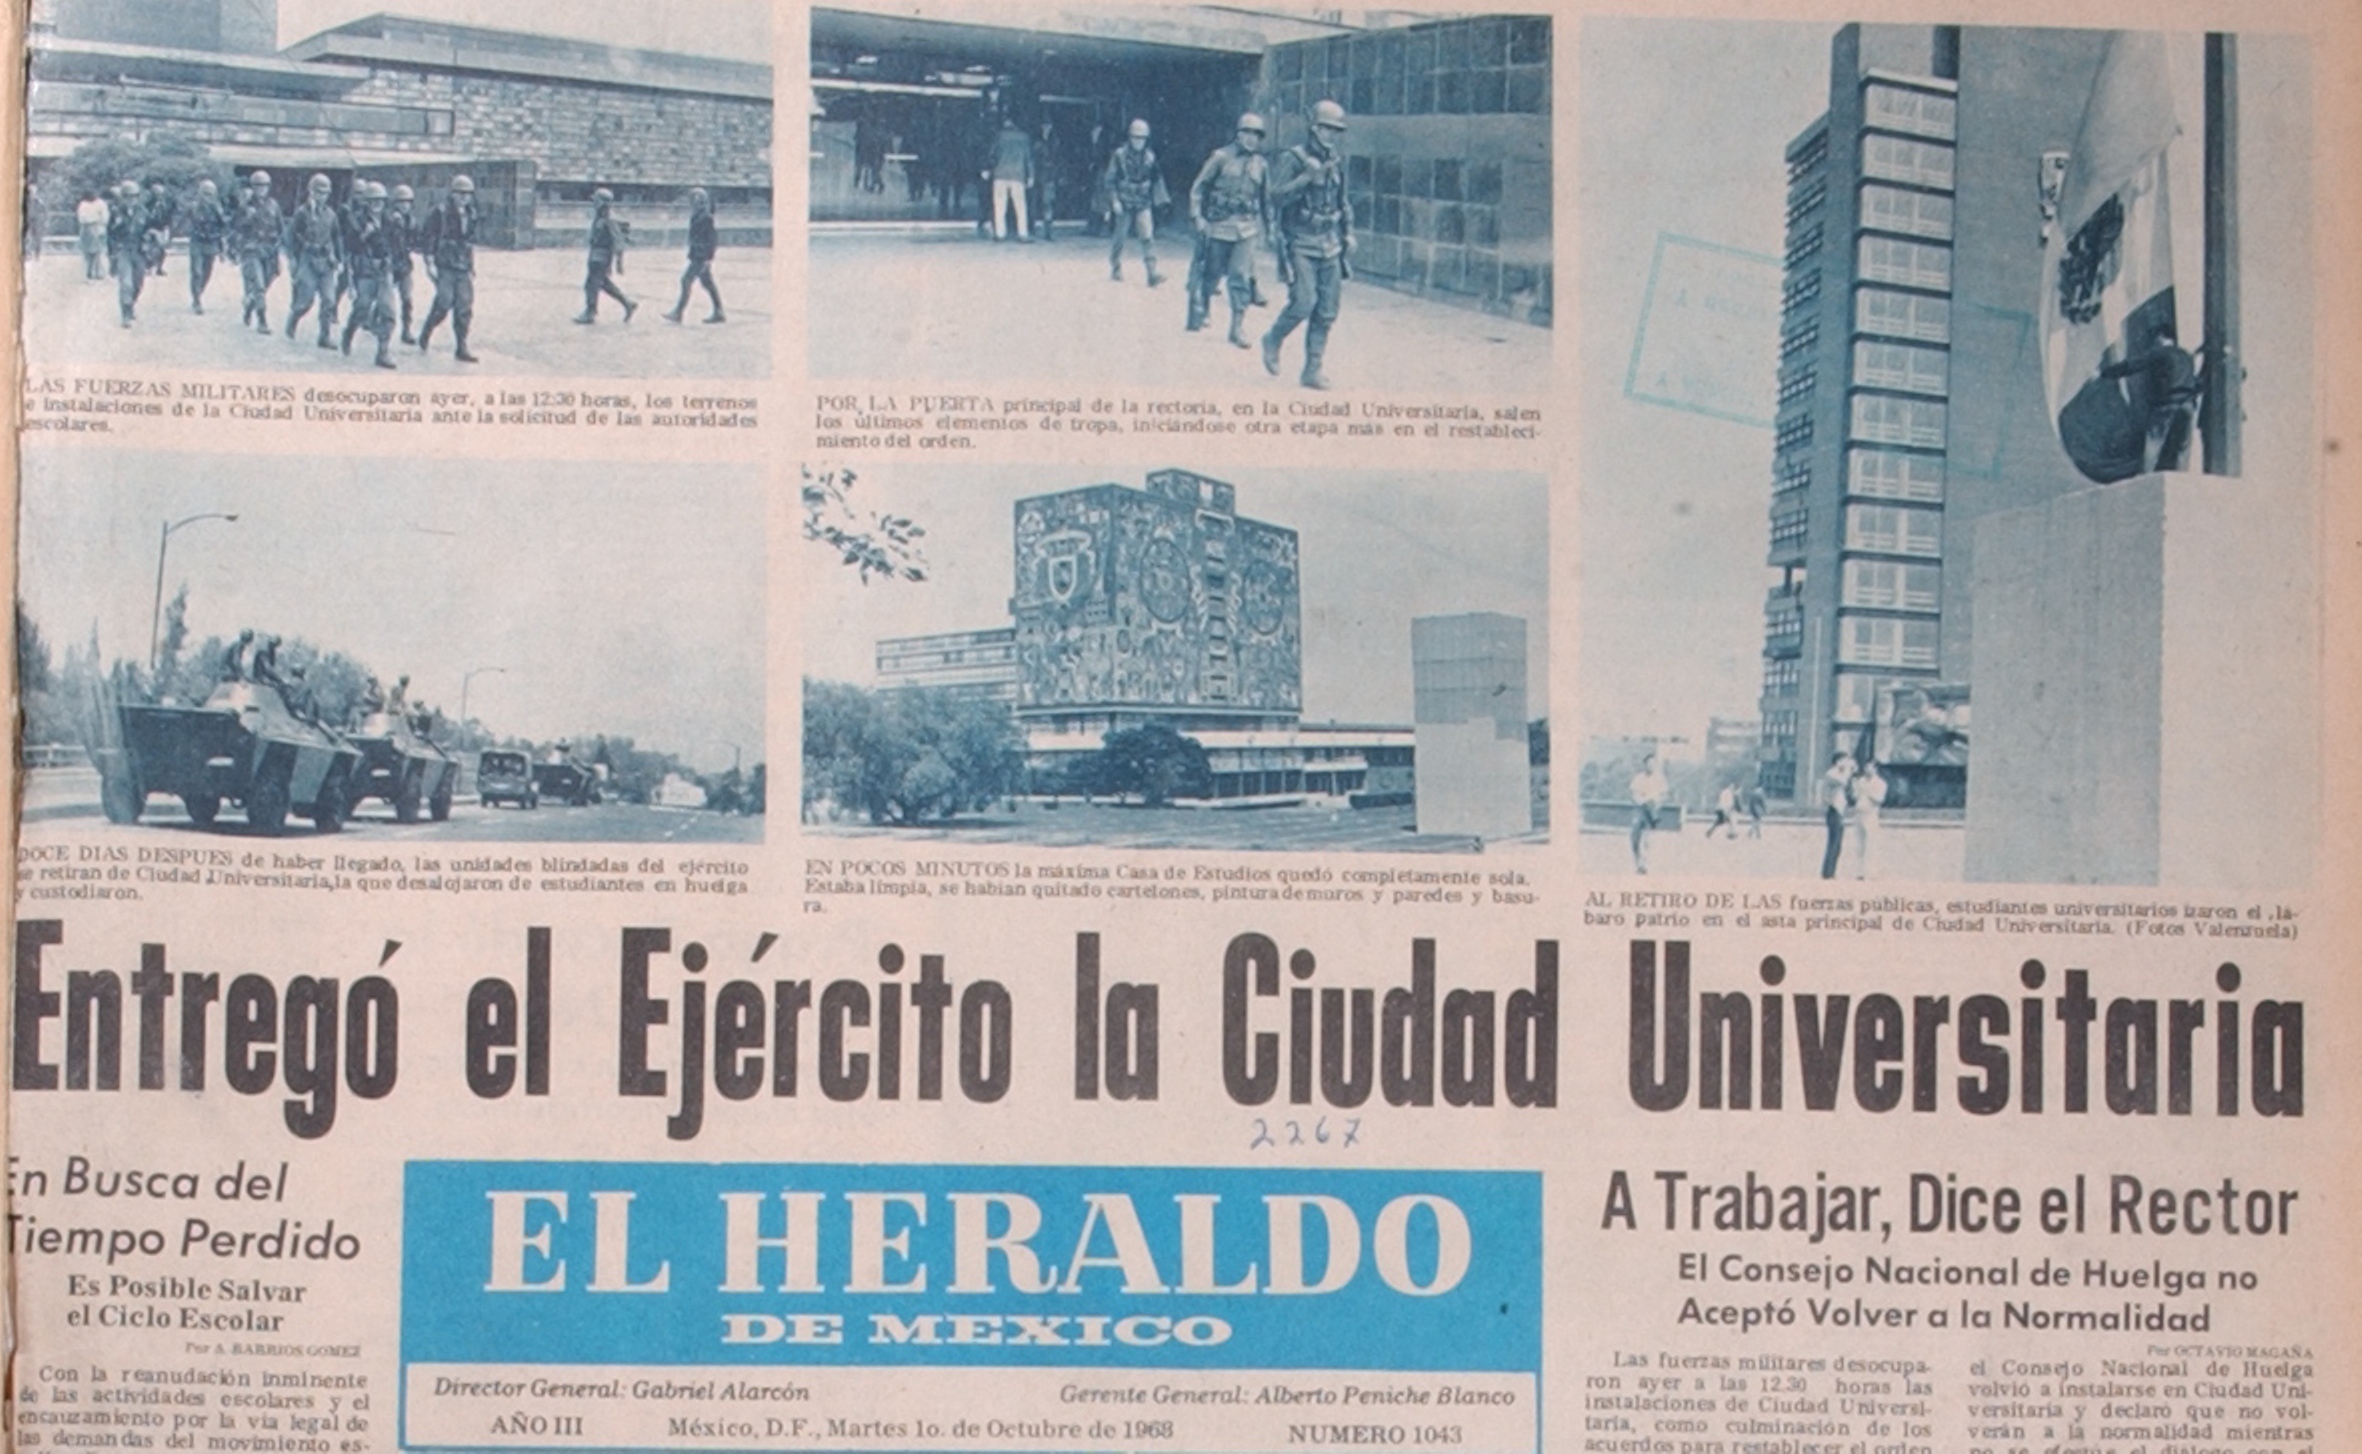 LAS FUERZAS MILITARES desocuparon ayer, a las 12:30 horas, los terrenos
e instalaciones de la Ciudad Universitaria ante la solicitud de las autoridades
escolares.
POR LA PUERTA principal de la rectoría, en la Ciudad Universitaria, salen
los últimos elementos de tropa, iniciándose otra etapa más en el restableci-
miento del orden.
DOCE DIAS DESPUES de haber llegado, las unidades blindadas del ejército
se retiran de Ciudad Universitaria, la que desalojaron de estudiantes en huelga
y custodiaron.
EN POCOS MINUTOS la máxima Casa de Estudios quedó completamente sola.
Estaba limpia, se habían quitado cartelones, pintura de muros y paredes y basu-
ra.
AL RETIRO DE LAS fuerzas públicas, estudiantes universitarios izaron el lá-
baro patrio en el asta principal de Ciudad Universitaria. (Fotos Valenzuela)
Entregó el Ejército la Ciudad Universitaria
2267
En Busca del
Tiempo Perdido
Es Posible Salvar
el Ciclo Escolar
Por A. BARRIOS GOMEZ
Con la reanudación inminente
de las actividades escolares y el
encauzamiento por la vía legal de
las demandas del movimiento es-
EL HERALDO
DE MEXICO
Director General: Gabriel Alarcón Gerente General: Alberto Peniche Blanco
AÑO III México, D.F., Martes 1o. de Octubre de 1968 NUMERO 1043
A Trabajar, Dice el Rector
El Consejo Nacional de Huelga no
Aceptó Volver a la Normalidad
Por OCTAVIO MAGAÑA
Las fuerzas militares desocupa-
ron ayer a las 12.30 horas las
instalaciones de Ciudad Universi-
taria, como culminación de los
acuerdos para restablecer el orden
el Consejo Nacional de Huelga
volvió a instalarse en Ciudad Uni-
versitaria y declaró que no vol-
verán a la normalidad mientras
no se